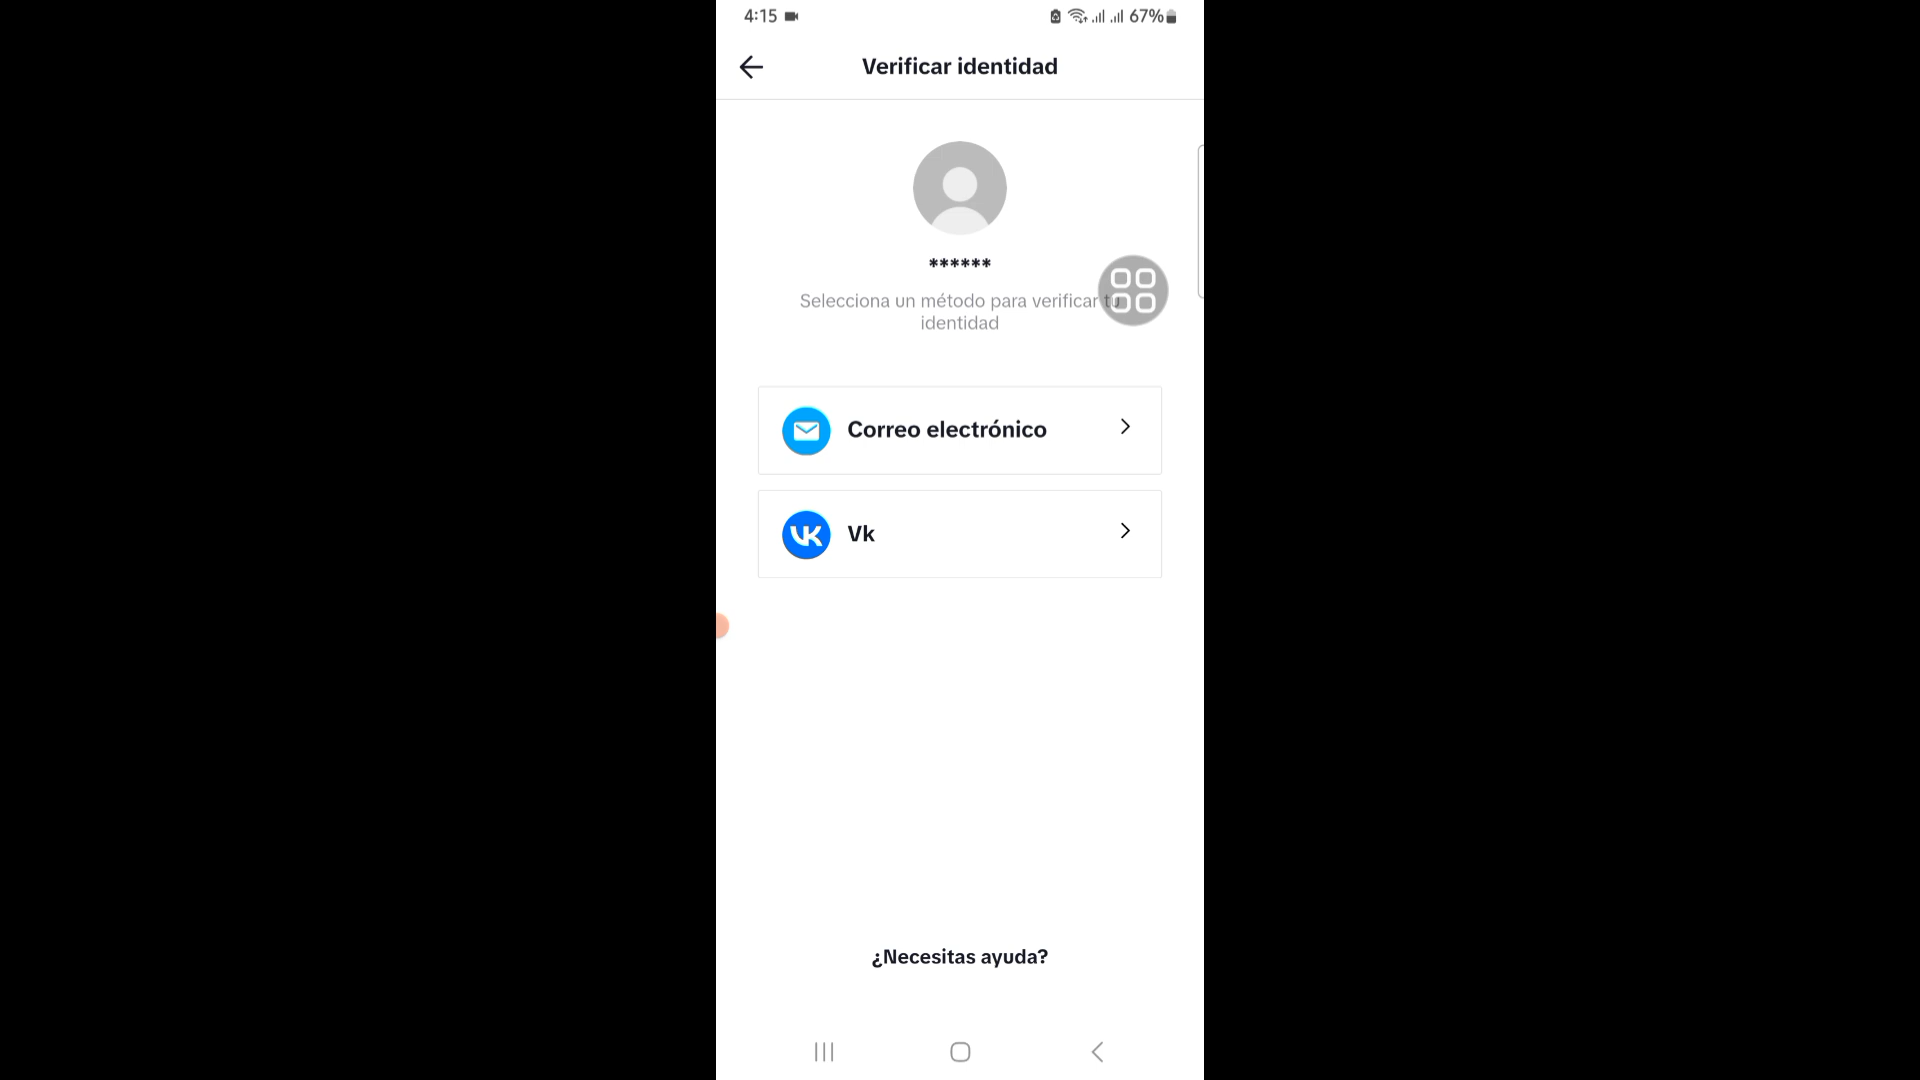 4:15
67%
Verificar identidad
******
Selecciona un método para verificar tu
identidad
Correo electrónico
Vk
¿Necesitas ayuda?